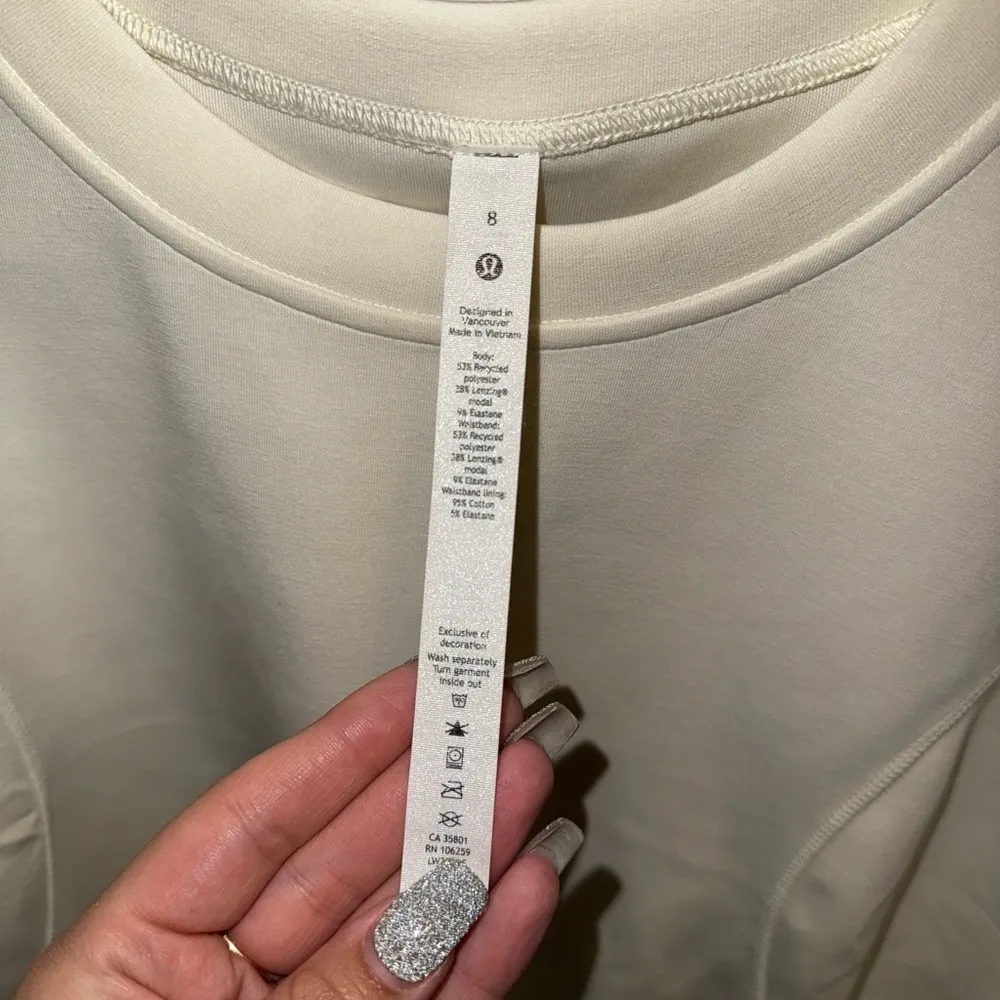 8
Designed in
Vancouver
Made in Vietnam
Body:
53% Recycled
polyester
38% Lenzing®
modal
9% Elastane
Waistband:
53% Recycled
polyester
38% Lenzing®
modal
9% Elastane
Waistband lining:
95% Cotton
5% Elastane
Exclusive of
decoration
Wash separately
Turn garment
inside out
CA 35801
RN 106259